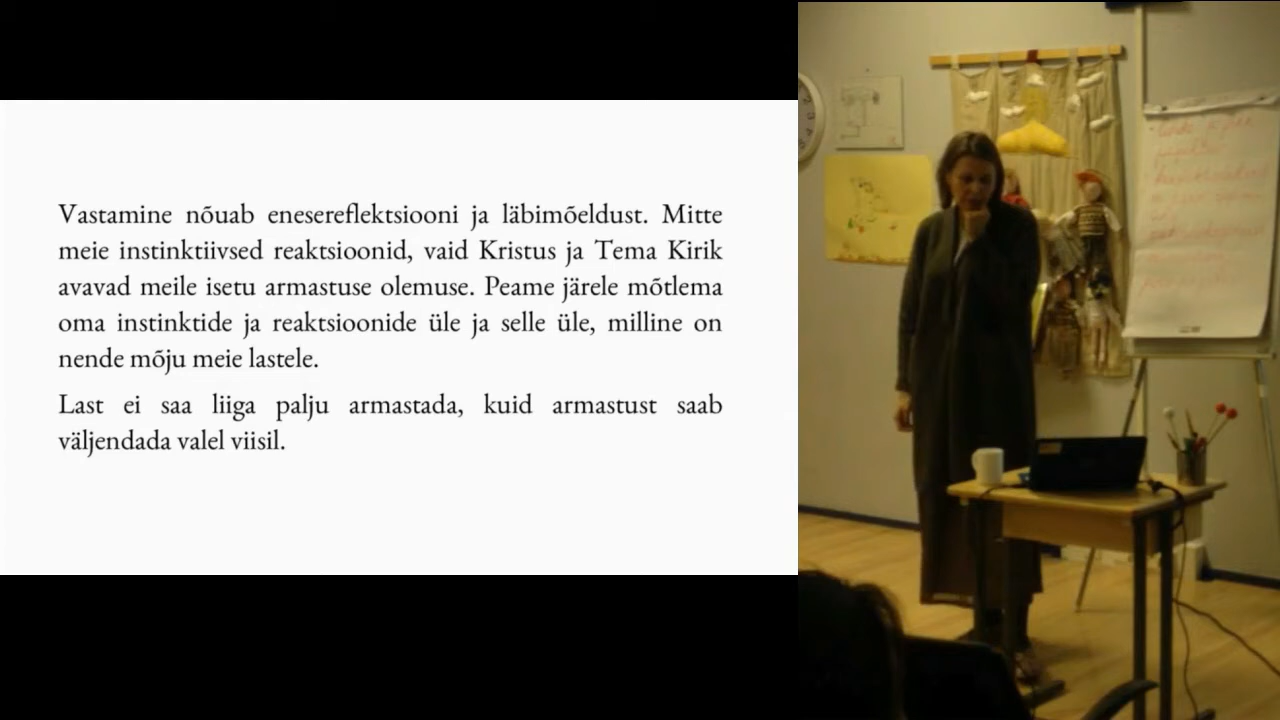 Vastamine nõuab enesereflektsiooni ja läbimõeldust. Mitte
meie instinktiivsed reaktsioonid, vaid Kristus ja Tema Kirik
avavad meile isetu armastuse olemuse. Peame järele mõtlema
oma instinktide ja reaktsioonide üle ja selle üle, milline on
nende mõju meie lastele.
Last ei saa liiga palju armastada, kuid armastust saab
väljendada valel viisil.